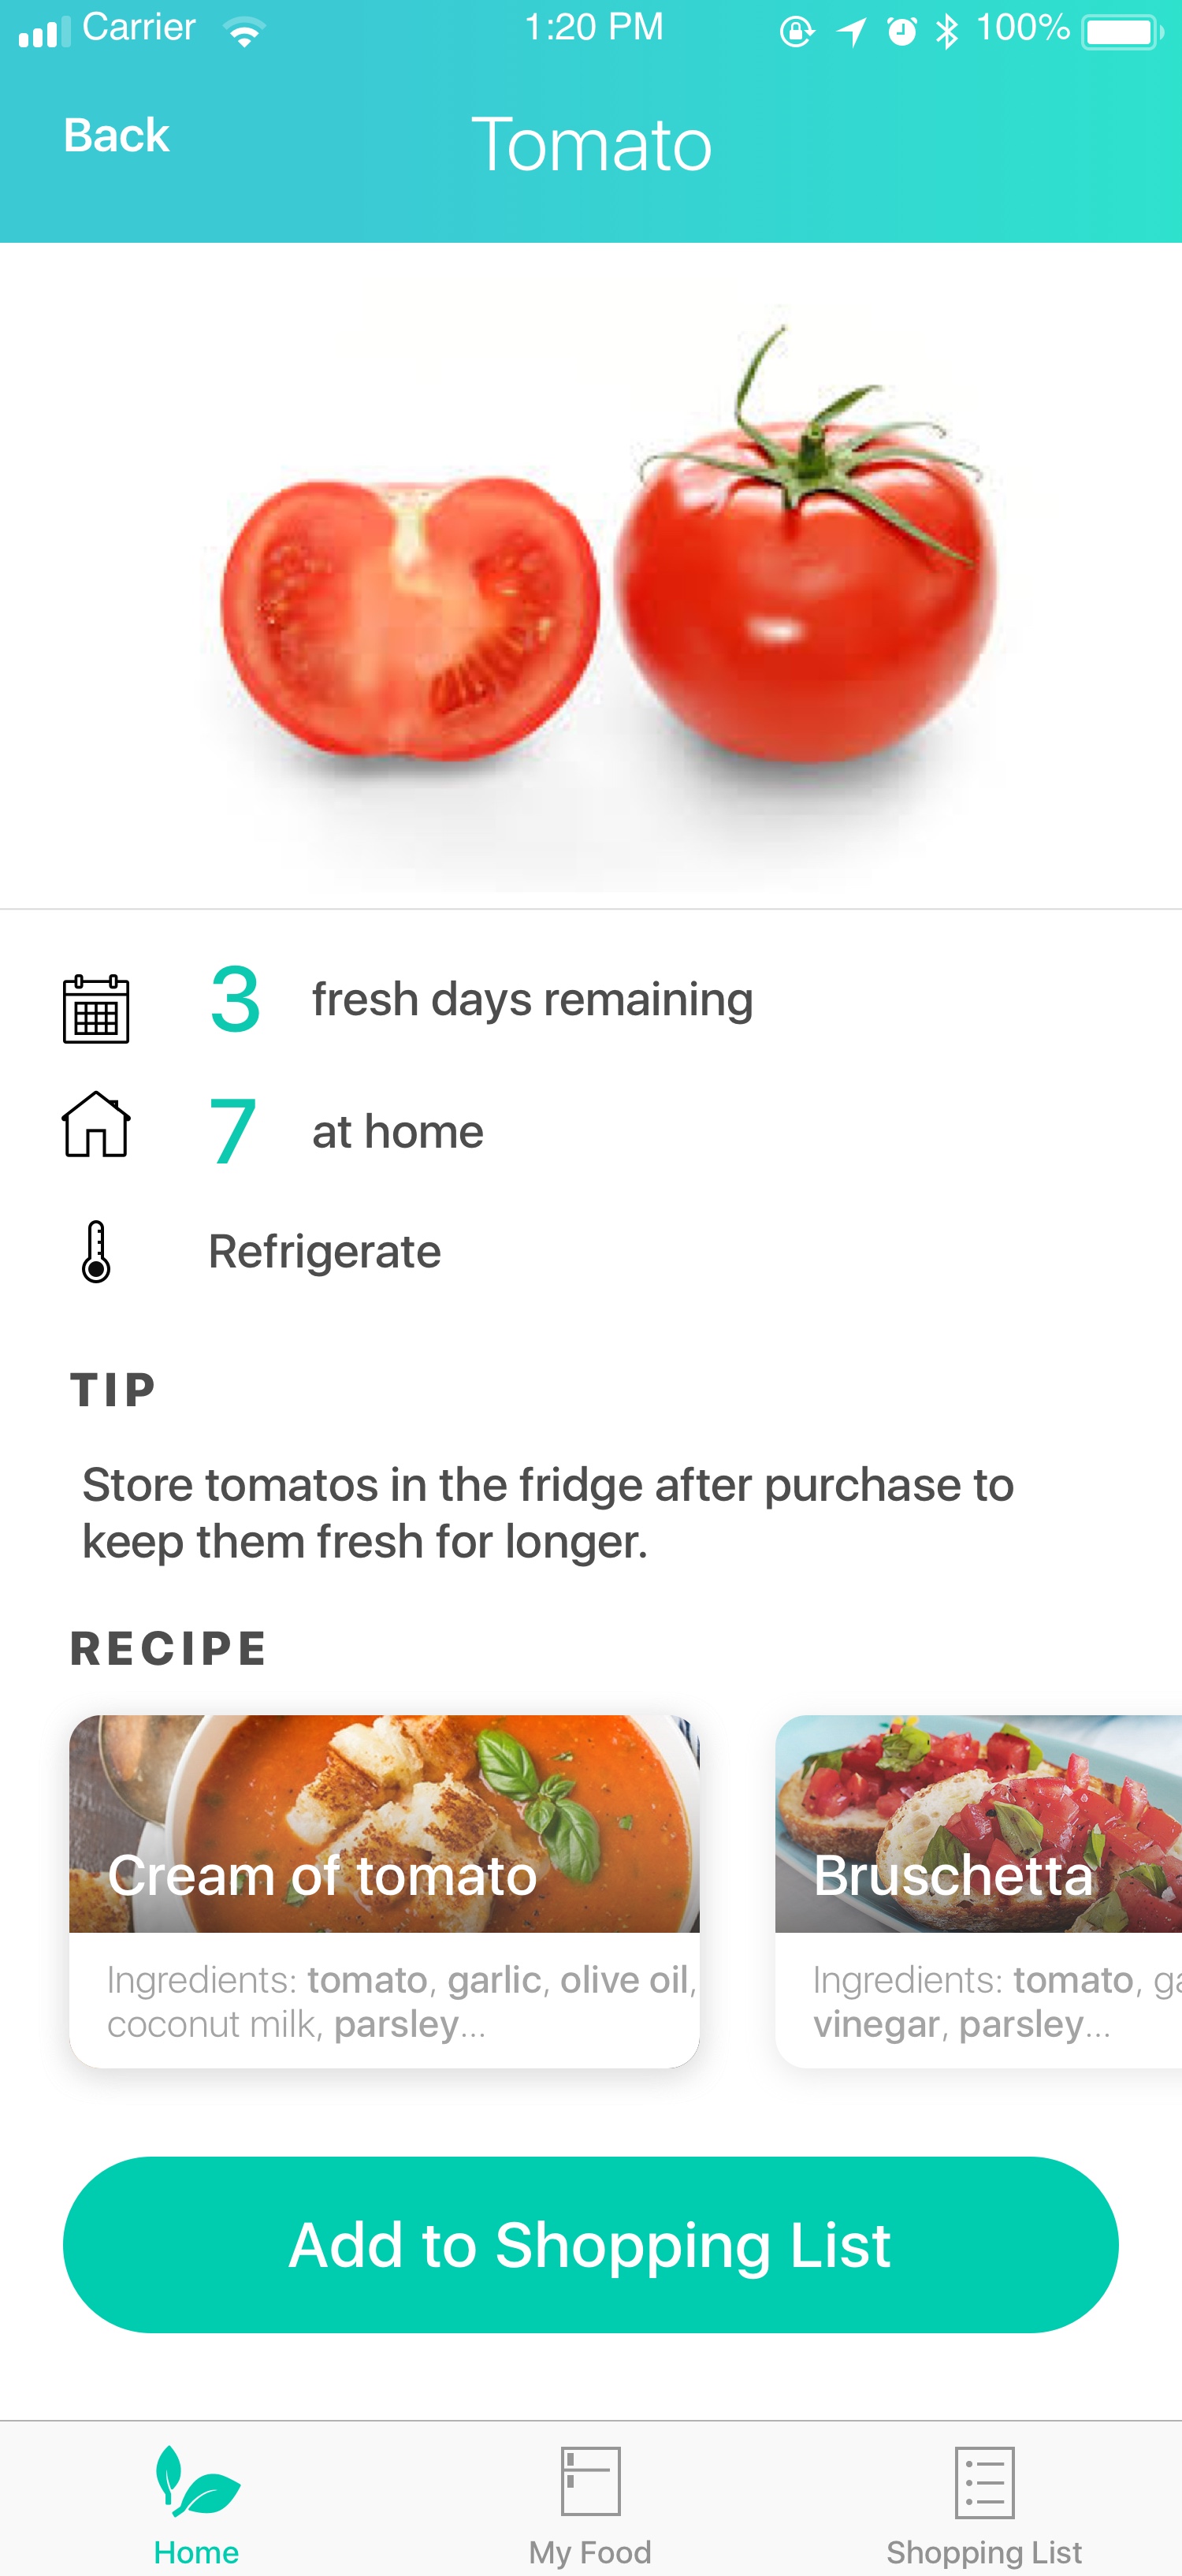 Carrier 1:20 PM 100%
Back Tomato
3 fresh days remaining
7 at home
Refrigerate
TIP
Store tomatos in the fridge after purchase to
keep them fresh for longer.
RECIPE
Cream of tomato
Ingredients: tomato, garlic, olive oil,
coconut milk, parsley...
Bruschetta
Ingredients: tomato,
vinegar, parsley...
Add to Shopping List
Home My Food Shopping List